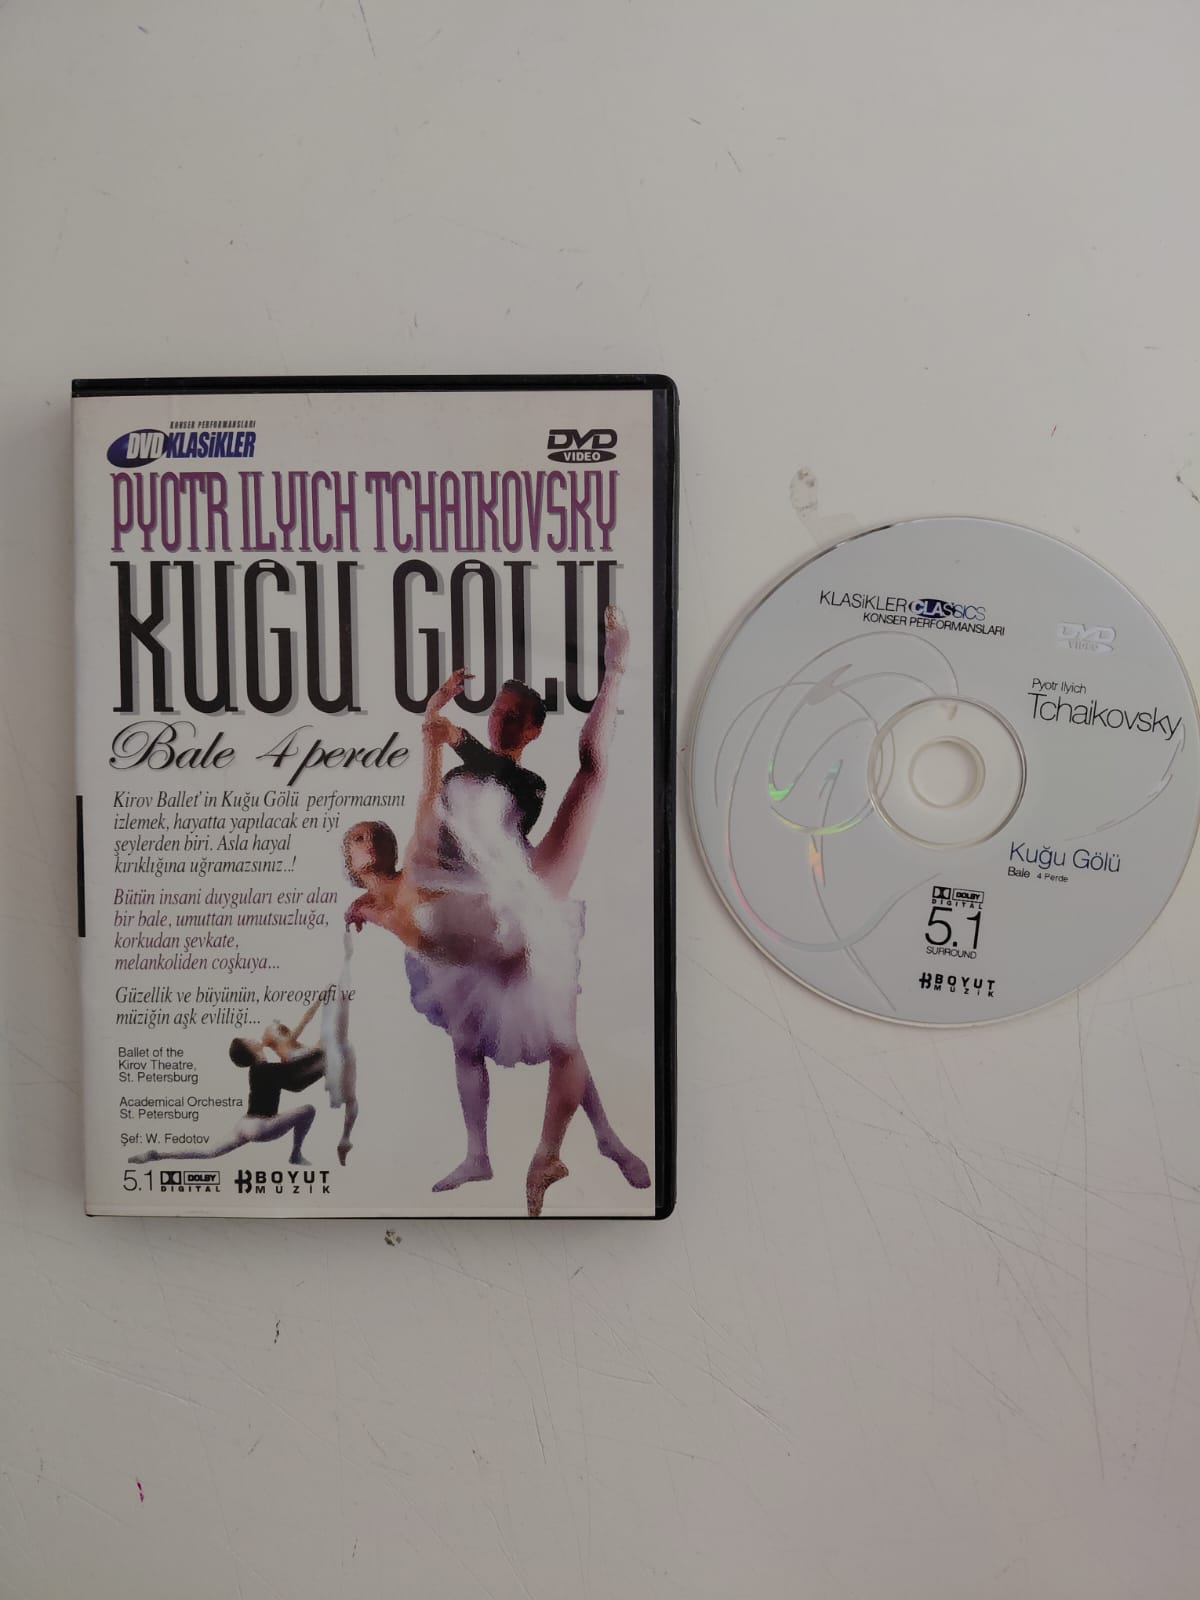 KONSER PERFORMANSLARI
DVD KLASİKLER
DVD
VIDEO
PYOTR ILYICH TCHAIKOVSKY
KUĞU GÖLÜ
Bale 4 perde
Kirov Ballet'in Kuğu Gölü performansını
izlemek, hayatta yapılacak en iyi
şeylerden biri. Asla hayal
kırıklığına uğramazsınız..!
Bütün insani duyguları esir alan
bir bale, umuttan umutsuzluğa,
korkudan şevkate,
melankoliden coşkuya...
Güzellik ve büyünün, koreografi ve
müziğin aşk evliliği...
Ballet of the
Kirov Theatre,
St. Petersburg
Academical Orchestra
St. Petersburg
Şef: W. Fedotov
5.1 DOLBY
DIGITAL
BOYUT
MÜZİK
KLASİKLER CLASSICS
KONSER PERFORMANSLARI
DVD
VIDEO
Pyotr Ilyich
Tchaikovsky
Kuğu Gölü
Bale 4 Perde
DOLBY
DIGITAL
5.1
SURROUND
BOYUT
MÜZİK